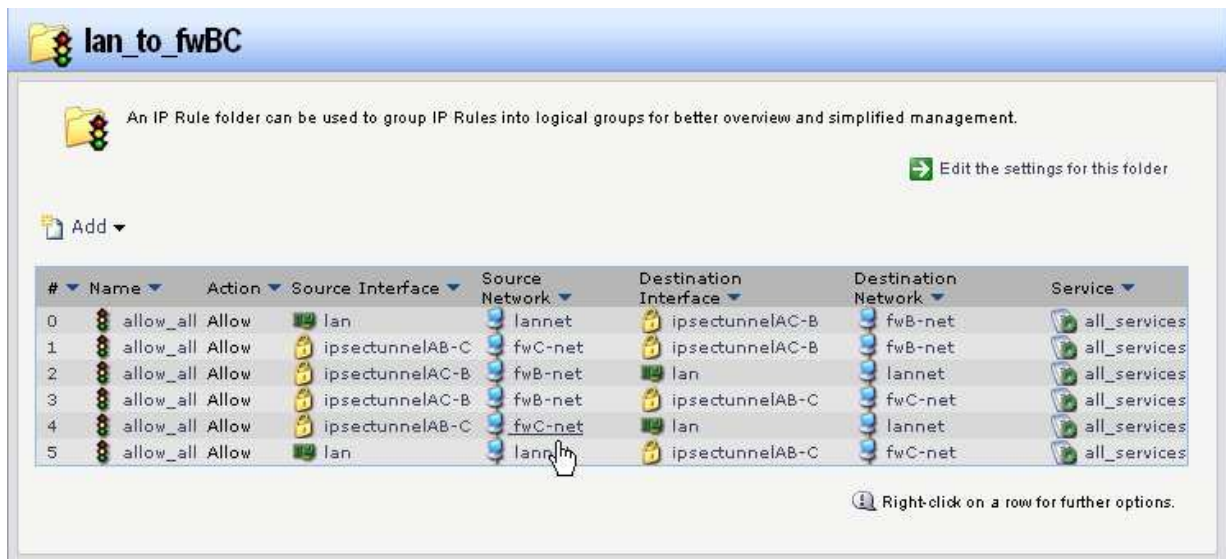 lan_to_fwBC
An IP Rule folder can be used to group IP Rules into logical groups for better overview and simplified management.
Edit the settings for this folder
Add
# Name Action Source Interface Source Network Destination Interface Destination Network Service
0 allow_all Allow lan lannet ipsectunnelAC-B fwB-net all_services
1 allow_all Allow ipsectunnelAB-C fwC-net ipsectunnelAC-B fwB-net all_services
2 allow_all Allow ipsectunnelAC-B fwB-net lan lannet all_services
3 allow_all Allow ipsectunnelAC-B fwB-net ipsectunnelAB-C fwC-net all_services
4 allow_all Allow ipsectunnelAB-C fwC-net lan lannet all_services
5 allow_all Allow lan ipsectunnelAB-C fwC-net all_services
Right-click on a row for further options.